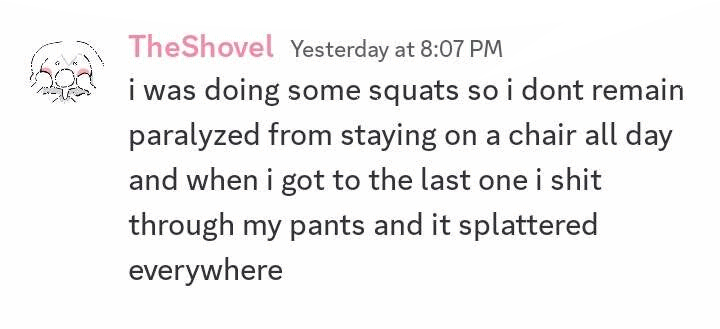 TheShovel Yesterday at 8:07 PM
i was doing some squats so i dont remain
paralyzed from staying on a chair all day
and when i got to the last one i shit
through my pants and it splattered
everywhere